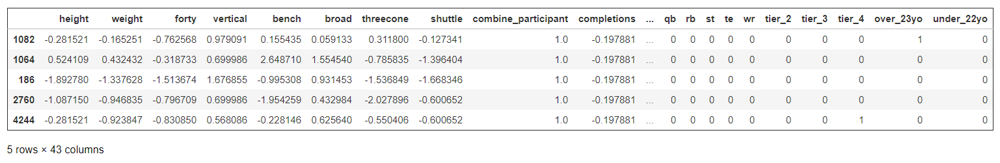 height weight forty vertical bench broad threecone shuttle combine_participant completions ... qb rb st te wr tier_2 tier_3 tier_4 over_23yo under_22yo
1082 -0.281521 -0.165251 -0.762568 0.979091 0.155435 0.059133 0.311800 -0.127341 1.0 -0.197881 ... 0 0 0 0 0 0 0 0 1 0
1064 0.524109 0.432432 -0.318733 0.699986 2.648710 1.554540 -0.785835 -1.396404 1.0 -0.197881 ... 0 0 0 0 0 0 0 0 0 0
186 -1.892780 -1.337628 -1.513674 1.676855 -0.995308 0.931453 -1.536849 -1.668346 1.0 -0.197881 ... 0 0 0 0 0 0 0 0 0 0
2760 -1.087150 -0.946835 -0.796709 0.699986 -1.954259 0.432984 -2.027896 -0.600652 1.0 -0.197881 ... 0 0 0 0 0 0 0 0 0 0
4244 -0.281521 -0.923847 -0.830850 0.568086 -0.228146 0.625640 -0.550406 -0.600652 1.0 -0.197881 ... 0 0 0 0 0 0 0 1 0 0
5 rows × 43 columns